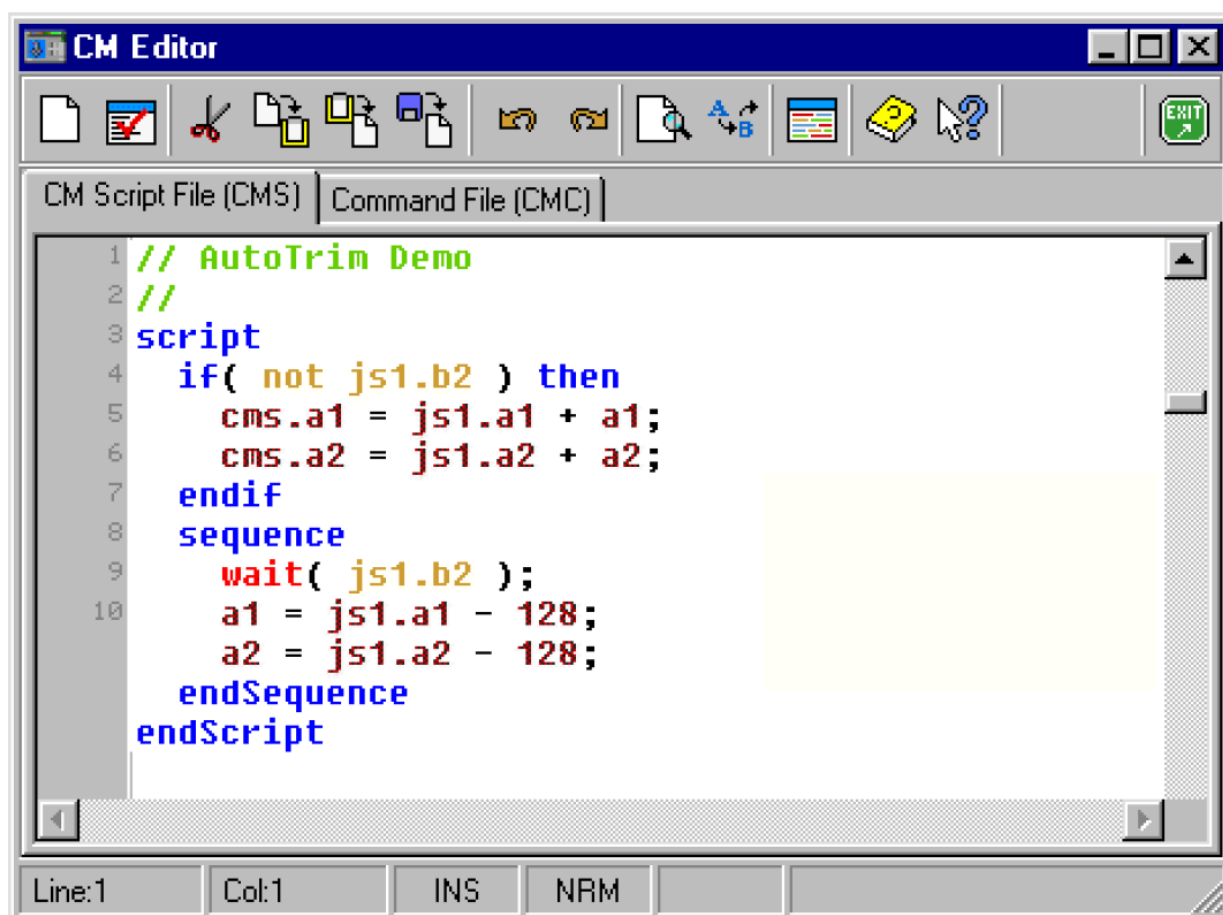 CM Editor
A B
EXIT
CM Script File (CMS) Command File (CMC)
1 // AutoTrim Demo
2 //
3 script
4 if( not js1.b2 ) then
5 cms.a1 = js1.a1 + a1;
6 cms.a2 = js1.a2 + a2;
7 endif
8 sequence
9 wait( js1.b2 );
10 a1 = js1.a1 - 128;
a2 = js1.a2 - 128;
endSequence
endScript
Line:1 Col:1 INS NRM